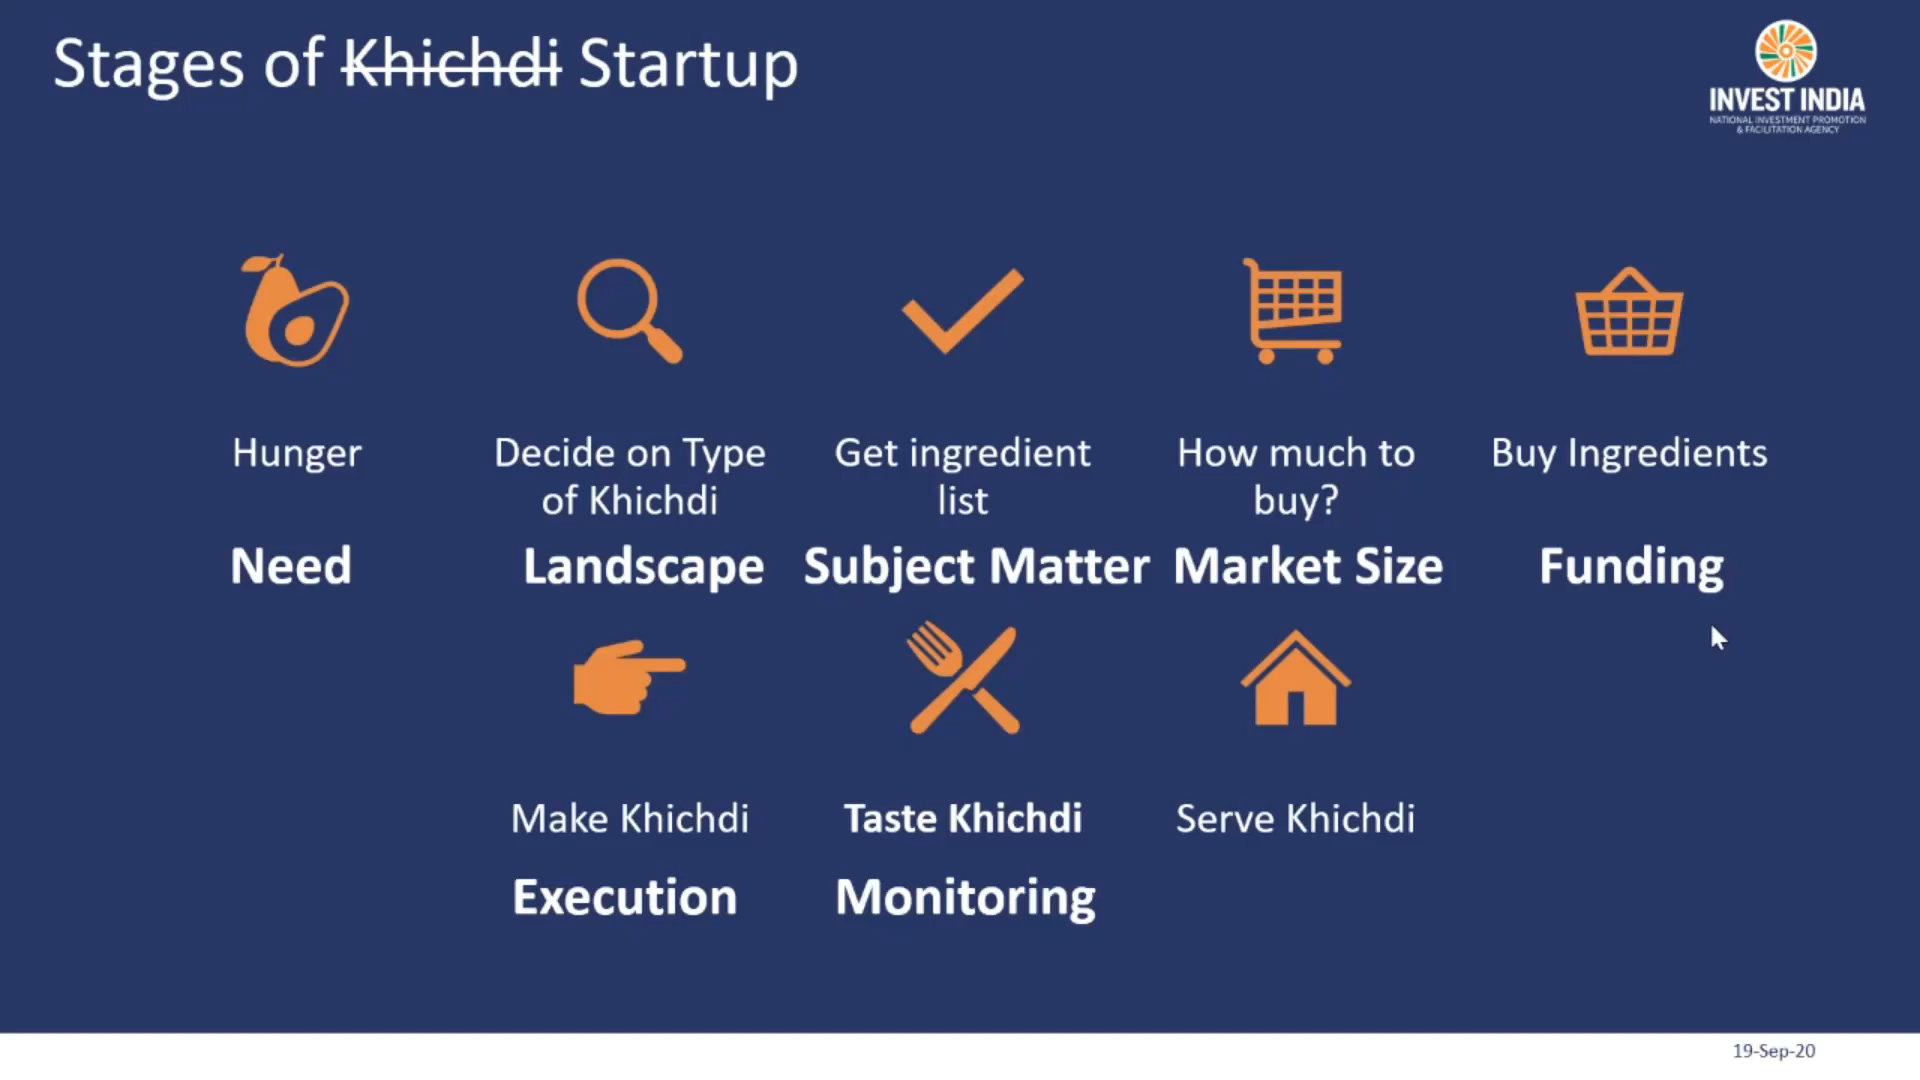 Stages of Khichdi Startup
INVEST INDIA
NATIONAL INVESTMENT PROMOTION
& FACILITATION AGENCY
Hunger
Need
Decide on Type
of Khichdi
Landscape
Get ingredient
list
Subject Matter
How much to
buy?
Market Size
Buy Ingredients
Funding
Make Khichdi
Execution
Taste Khichdi
Monitoring
Serve Khichdi
19-Sep-20